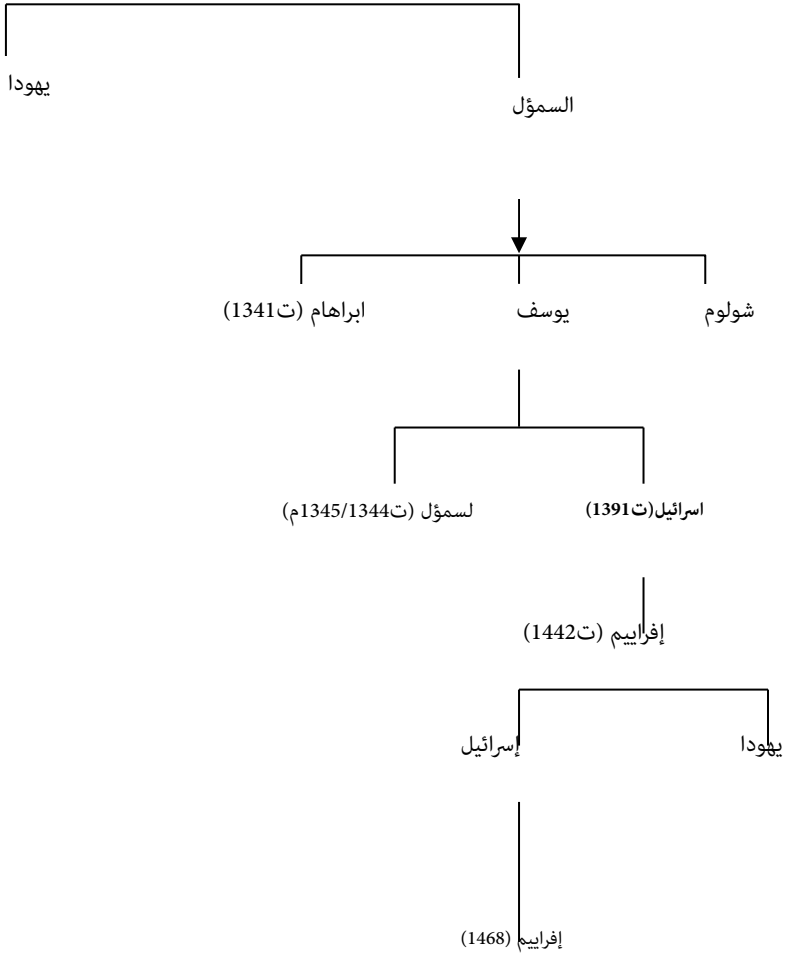 يهودا
السمؤل
شولوم
يوسف
ابراهام (ت1341)
اسرائيل(ت1391)
لسمؤل (ت1345/1344م)
إفراييم (ت1442)
يهودا
إسرائيل
إفراييم (1468)